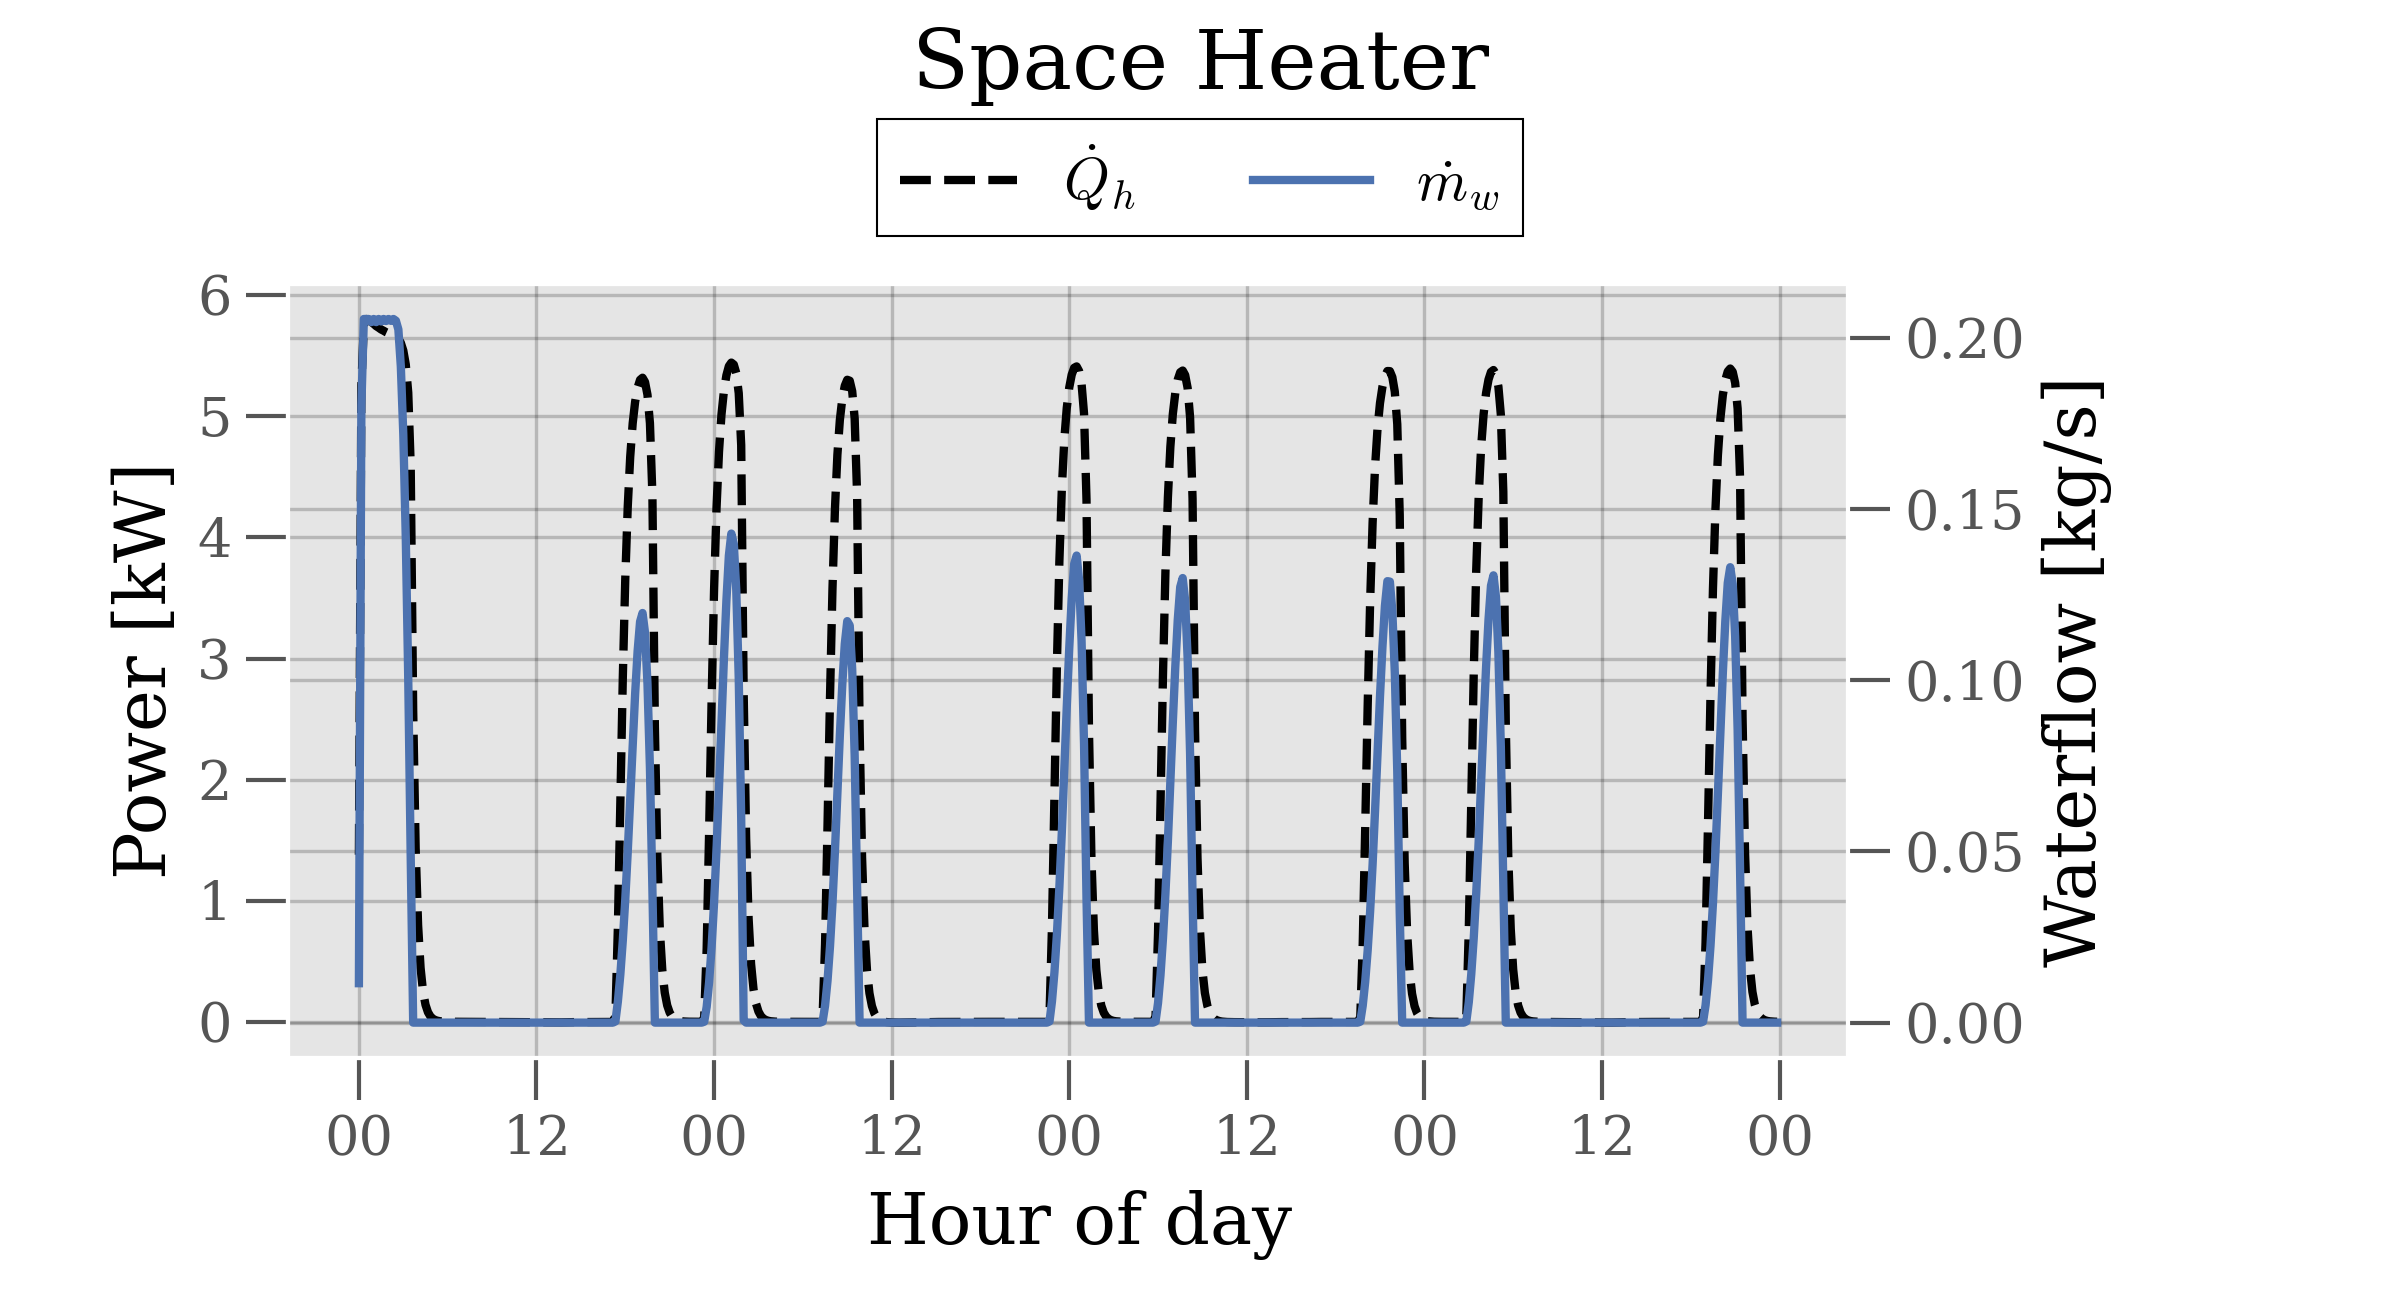 Space Heater
Q̇h ṁw
6
5
4
3
2
1
0
Power [kW]
0.20
0.15
0.10
0.05
0.00
Waterflow [kg/s]
00 12 00 12 00 12 00 12 00
Hour of day